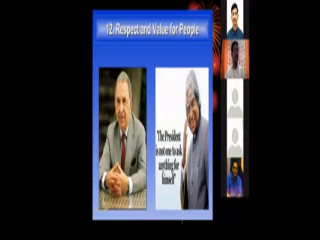 12. Respect and Value for People
"The President
is not one to ask
anything for
himself"